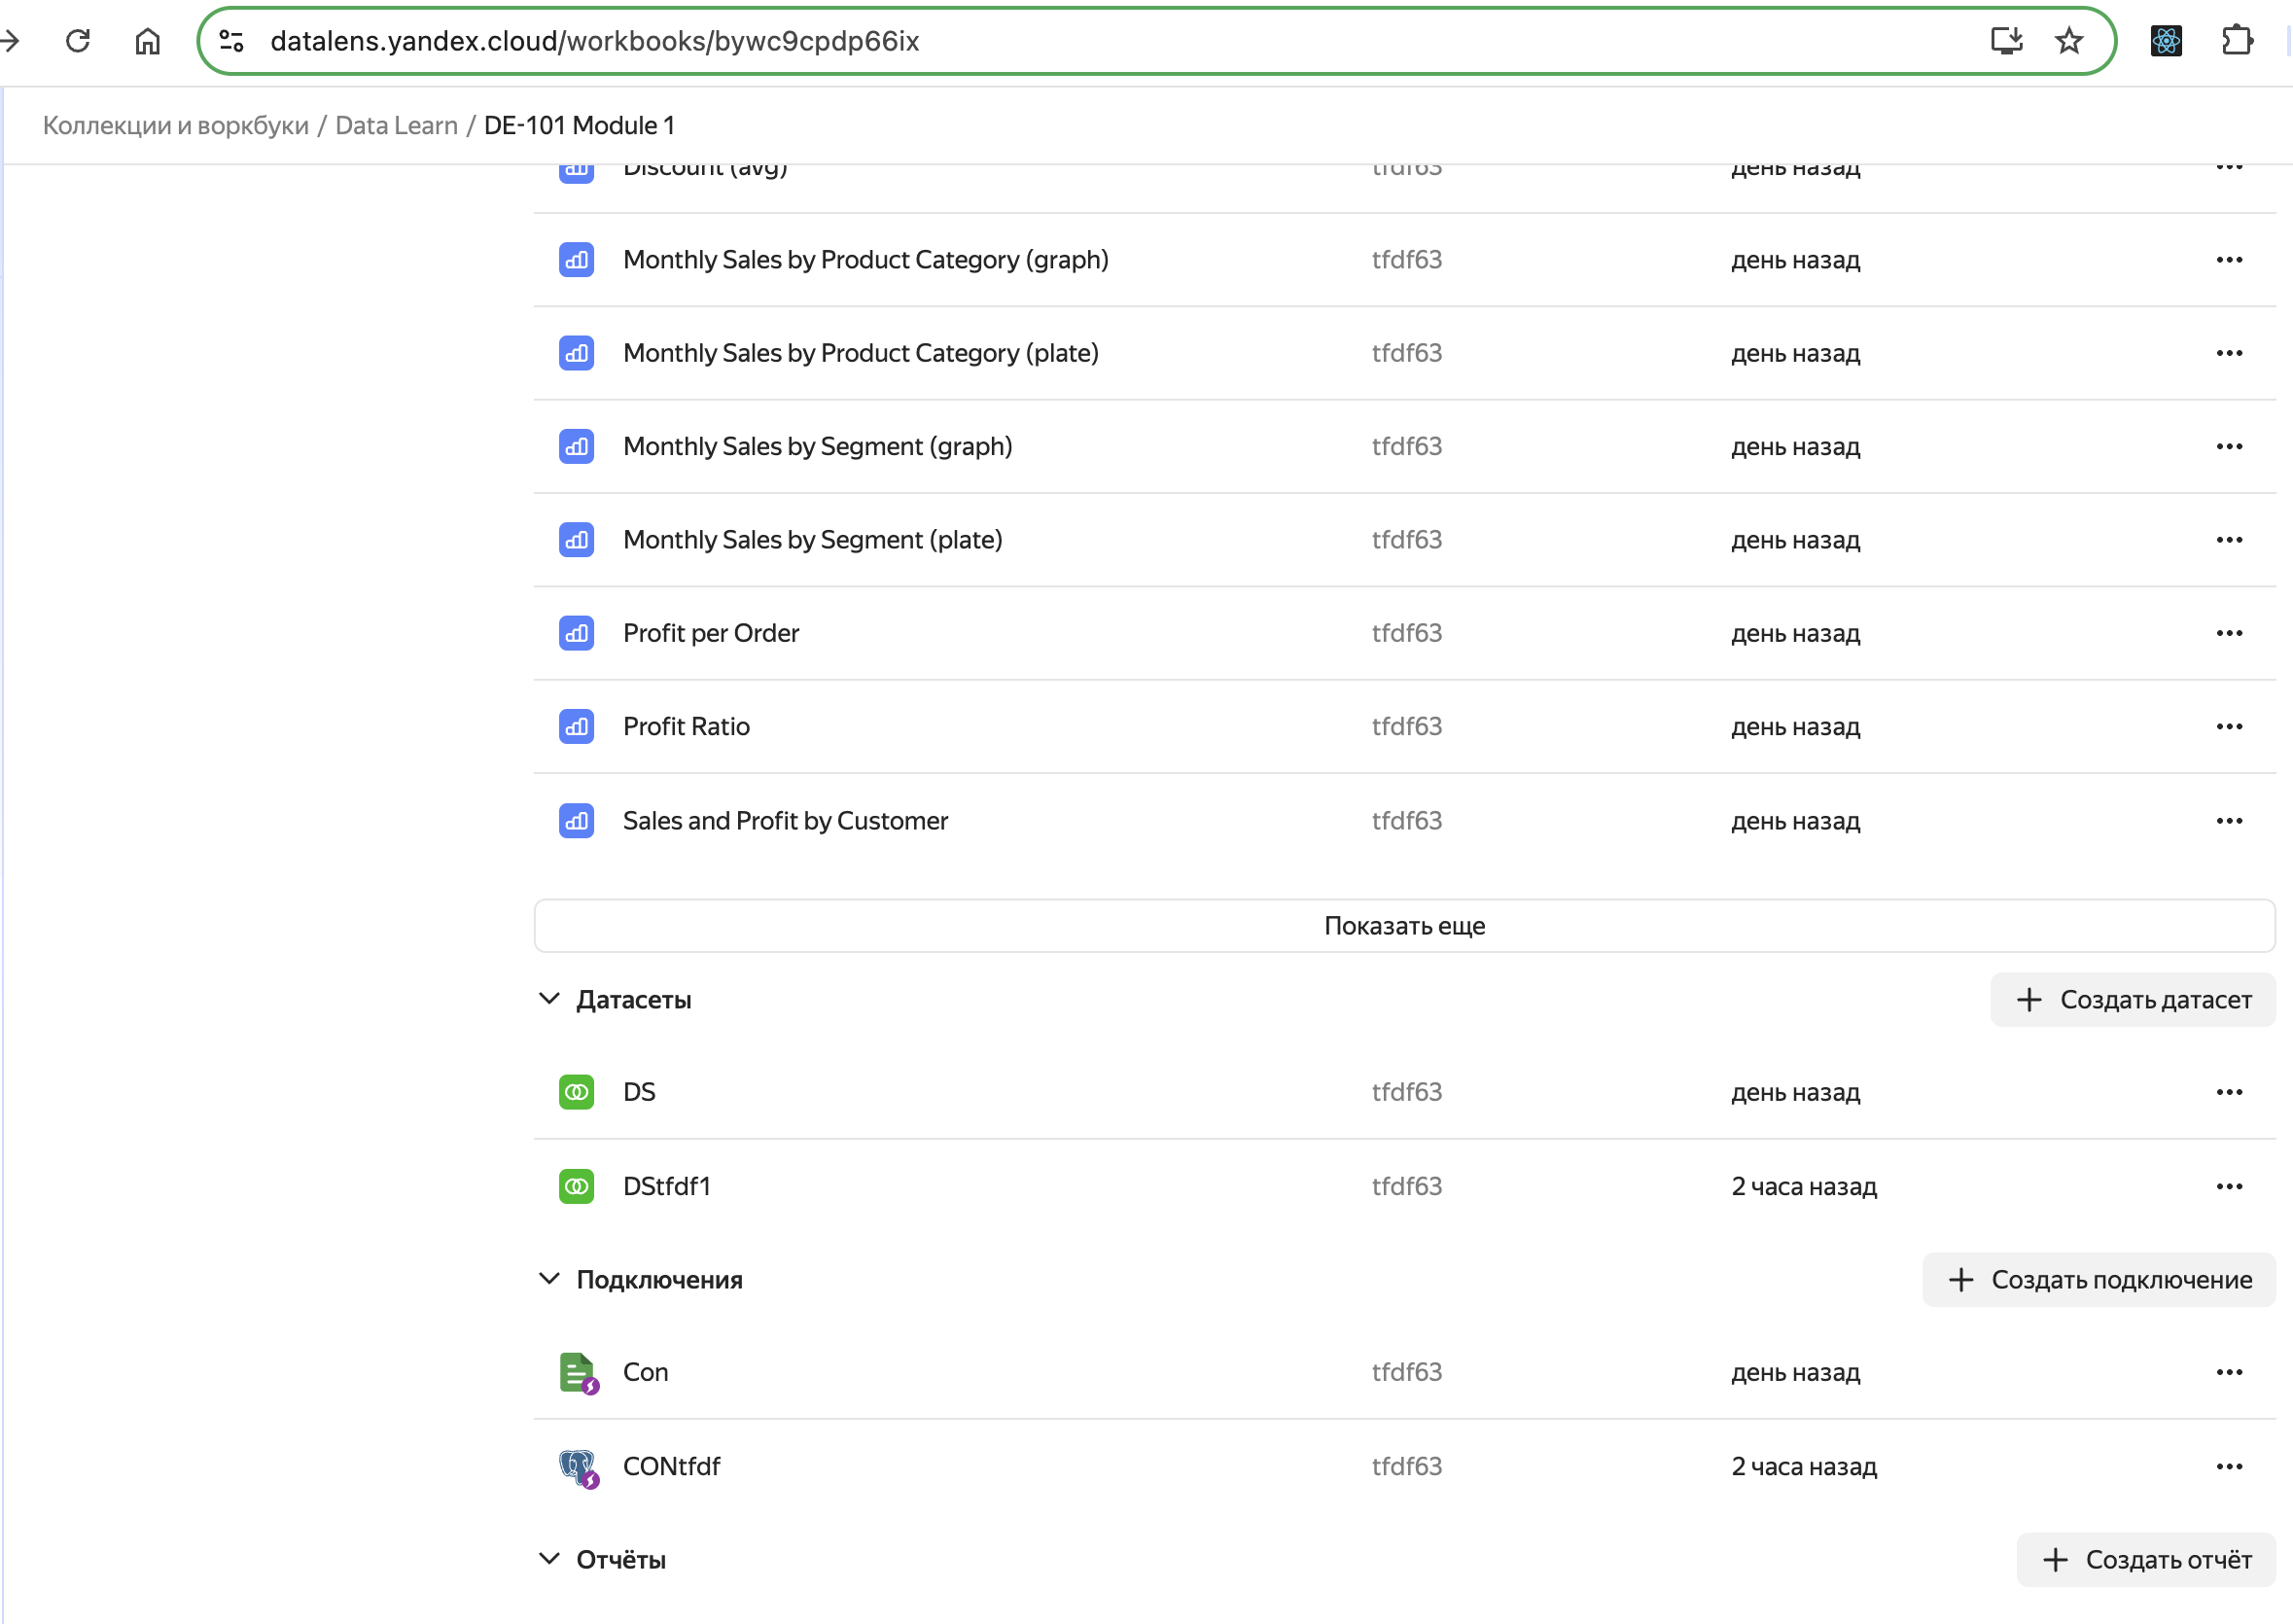 datalens.yandex.cloud/workbooks/bywc9cpdp66ix
Коллекции и воркбуки / Data Learn / DE-101 Module 1
Discount (avg) tfdf63 день назад
Monthly Sales by Product Category (graph) tfdf63 день назад
Monthly Sales by Product Category (plate) tfdf63 день назад
Monthly Sales by Segment (graph) tfdf63 день назад
Monthly Sales by Segment (plate) tfdf63 день назад
Profit per Order tfdf63 день назад
Profit Ratio tfdf63 день назад
Sales and Profit by Customer tfdf63 день назад
Показать еще
Датасеты + Создать датасет
DS tfdf63 день назад
DStfdf1 tfdf63 2 часа назад
Подключения + Создать подключение
Con tfdf63 день назад
CONtfdf tfdf63 2 часа назад
Отчёты + Создать отчёт